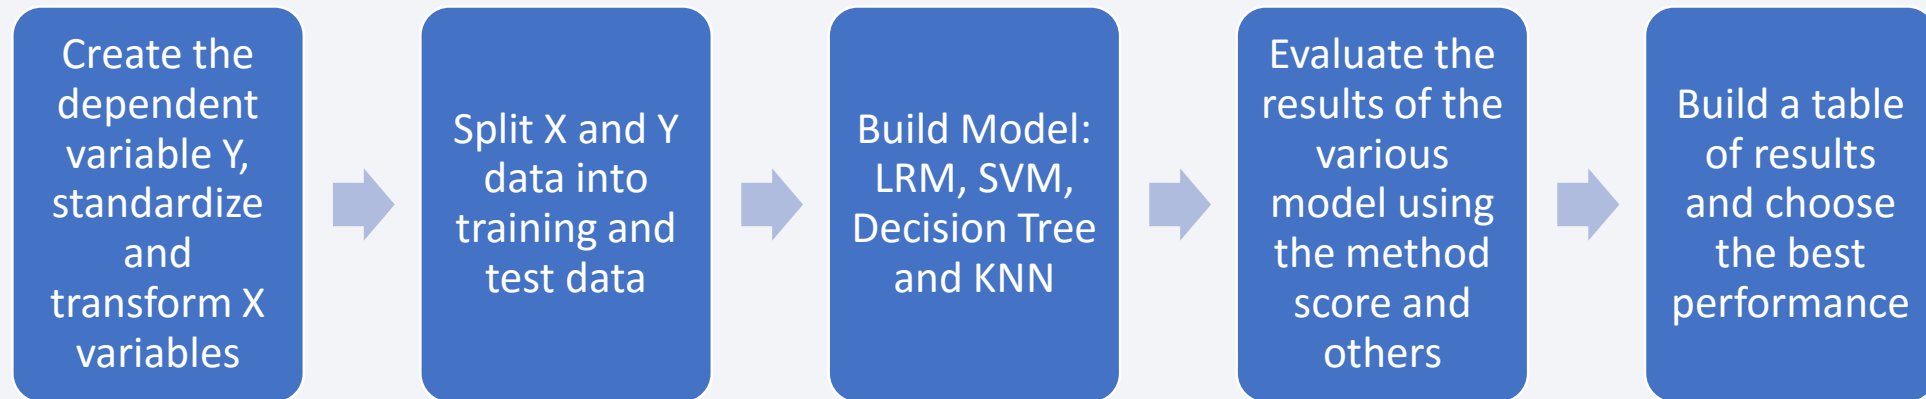 Create the
dependent
variable Y,
standardize
and
transform X
variables
Split X and Y
data into
training and
test data
Build Model:
LRM, SVM,
Decision Tree
and KNN
Evaluate the
results of the
various
model using
the method
score and
others
Build a table
of results
and choose
the best
performance